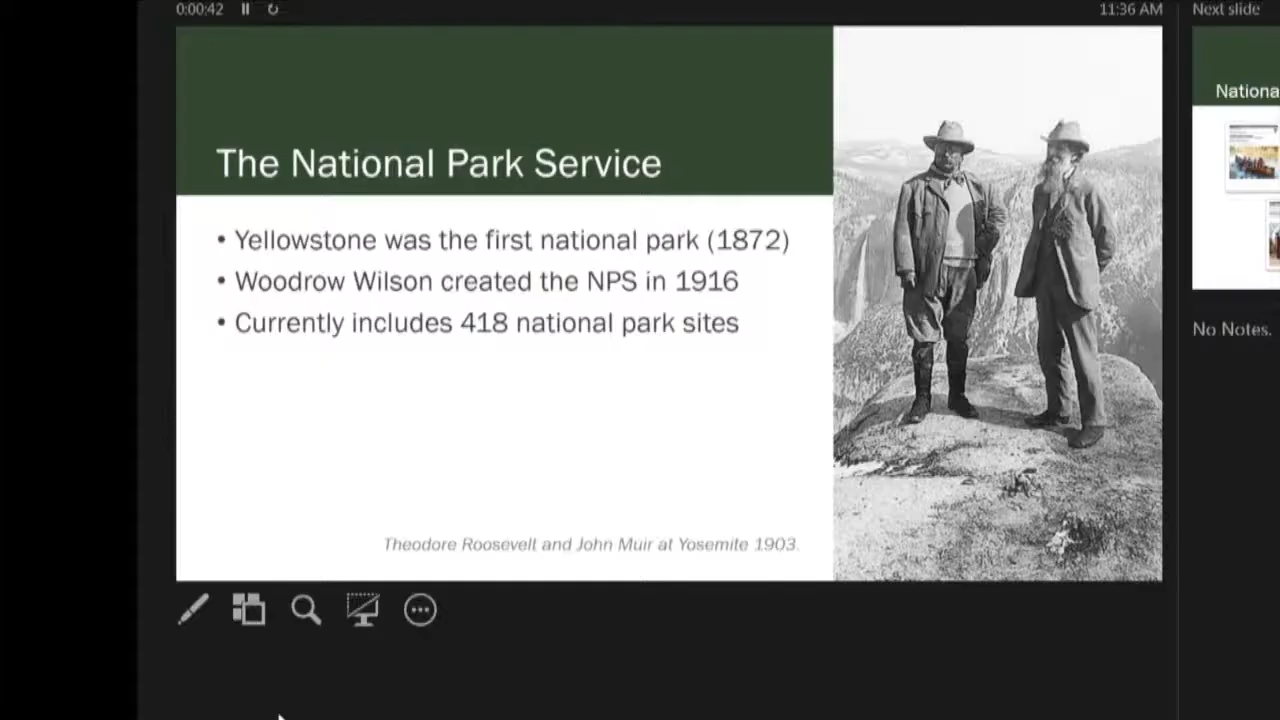 0:00:42
11:36 AM
Next slide
The National Park Service
• Yellowstone was the first national park (1872)
• Woodrow Wilson created the NPS in 1916
• Currently includes 418 national park sites
Theodore Roosevelt and John Muir at Yosemite 1903.
Nationa
No Notes.